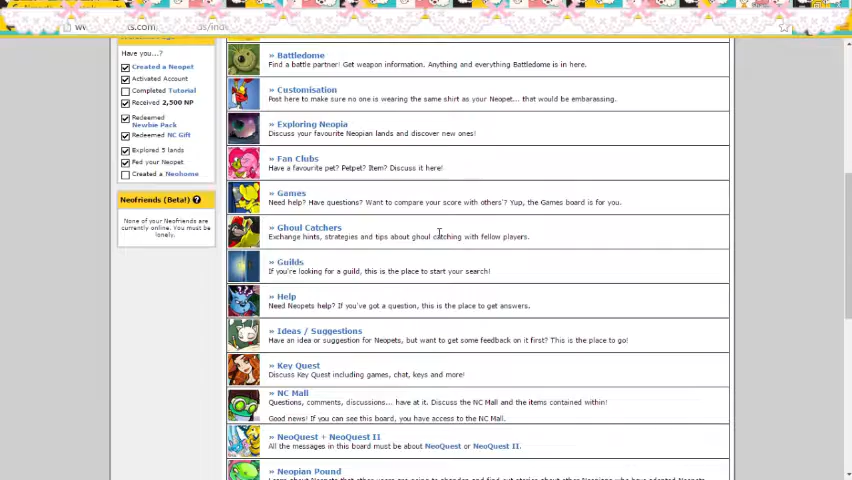 Have you...?
Created a Neopet
Activated Account
Completed Tutorial
Received 2,500 NP
Redeemed
Newbie Pack
Redeemed NC Gift
Explored 3 lands
Fed your Neopet
Created a Neohome
Neofriends (Beta!) ?
None of your Neofriends are
currently online. You must be
lonely.
» Battledome
Find a battle partner! Get weapon information. Anything and everything Battledome is in here.
» Customisation
Post here to make sure no one is wearing the same shirt as your Neopet... that would be embarassing.
» Exploring Neopia
Discuss your favourite Neopian lands and discover new ones!
» Fan Clubs
Have a favourite pet? Petpet? Item? Discuss it here!
» Games
Need help? Have questions? Want to compare your score with others'? Yup, the Games board is for you.
» Ghoul Catchers
Exchange hints, strategies and tips about ghoul catching with fellow players.
» Guilds
If you're looking for a guild, this is the place to start your search!
» Help
Need Neopets help? If you've got a question, this is the place to get answers.
» Ideas / Suggestions
Have an idea or suggestion for Neopets, but want to get some feedback on it first? This is the place to go!
» Key Quest
Discuss Key Quest including games, chat, keys and more!
» NC Mall
Questions, comments, discussions... have at it. Discuss the NC Mall and the items contained within!
Good news! If you can see this board, you have access to the NC Mall.
» NeoQuest + NeoQuest II
All the messages in this board must be about NeoQuest or NeoQuest II.
» Neopian Pound